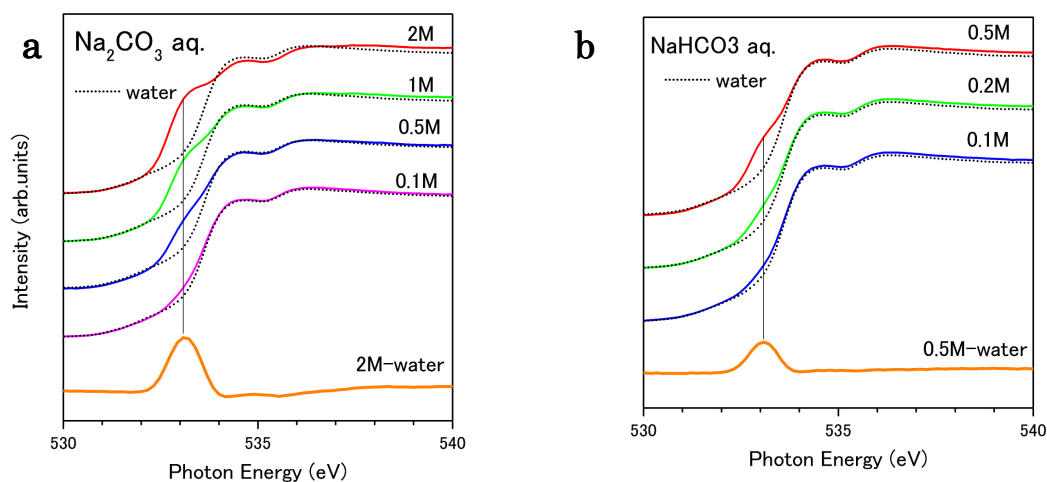 a
Na₂CO₃ aq.
water
2M
1M
0.5M
0.1M
2M-water
Intensity (arb.units)
530
535
540
Photon Energy (eV)
b
NaHCO3 aq.
water
0.5M
0.2M
0.1M
0.5M-water
530
535
540
Photon Energy (eV)